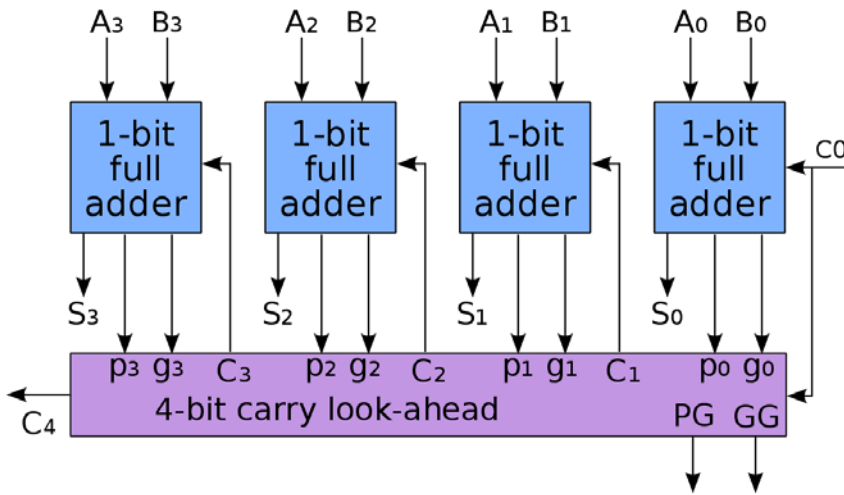 A3 B3 A2 B2 A1 B1 A0 B0
1-bit full adder 1-bit full adder 1-bit full adder 1-bit full adder
C0
S3 S2 S1 S0
p3 g3 C3 p2 g2 C2 p1 g1 C1 p0 g0
4-bit carry look-ahead
PG GG
C4